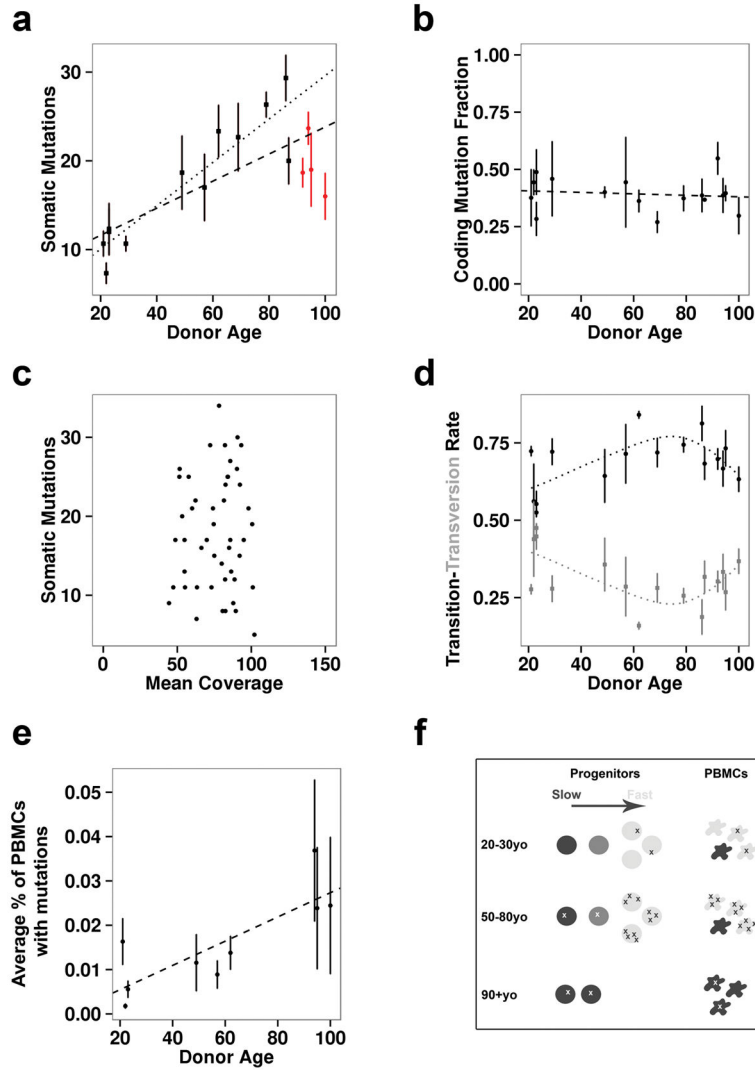 a
Somatic Mutations
30
20
10
20 40 60 80 100
Donor Age
b
Coding Mutation Fraction
1.00
0.75
0.50
0.25
0.00
20 40 60 80 100
Donor Age
c
Somatic Mutations
30
20
10
0 50 100 150
Mean Coverage
d
Transition-Transversion Rate
0.75
0.50
0.25
20 40 60 80 100
Donor Age
e
Average % of PBMCs
with mutations
0.05
0.04
0.03
0.02
0.01
0.00
20 40 60 80 100
Donor Age
f
Progenitors PBMCs
Slow Fast
20-30yo
50-80yo
90+yo